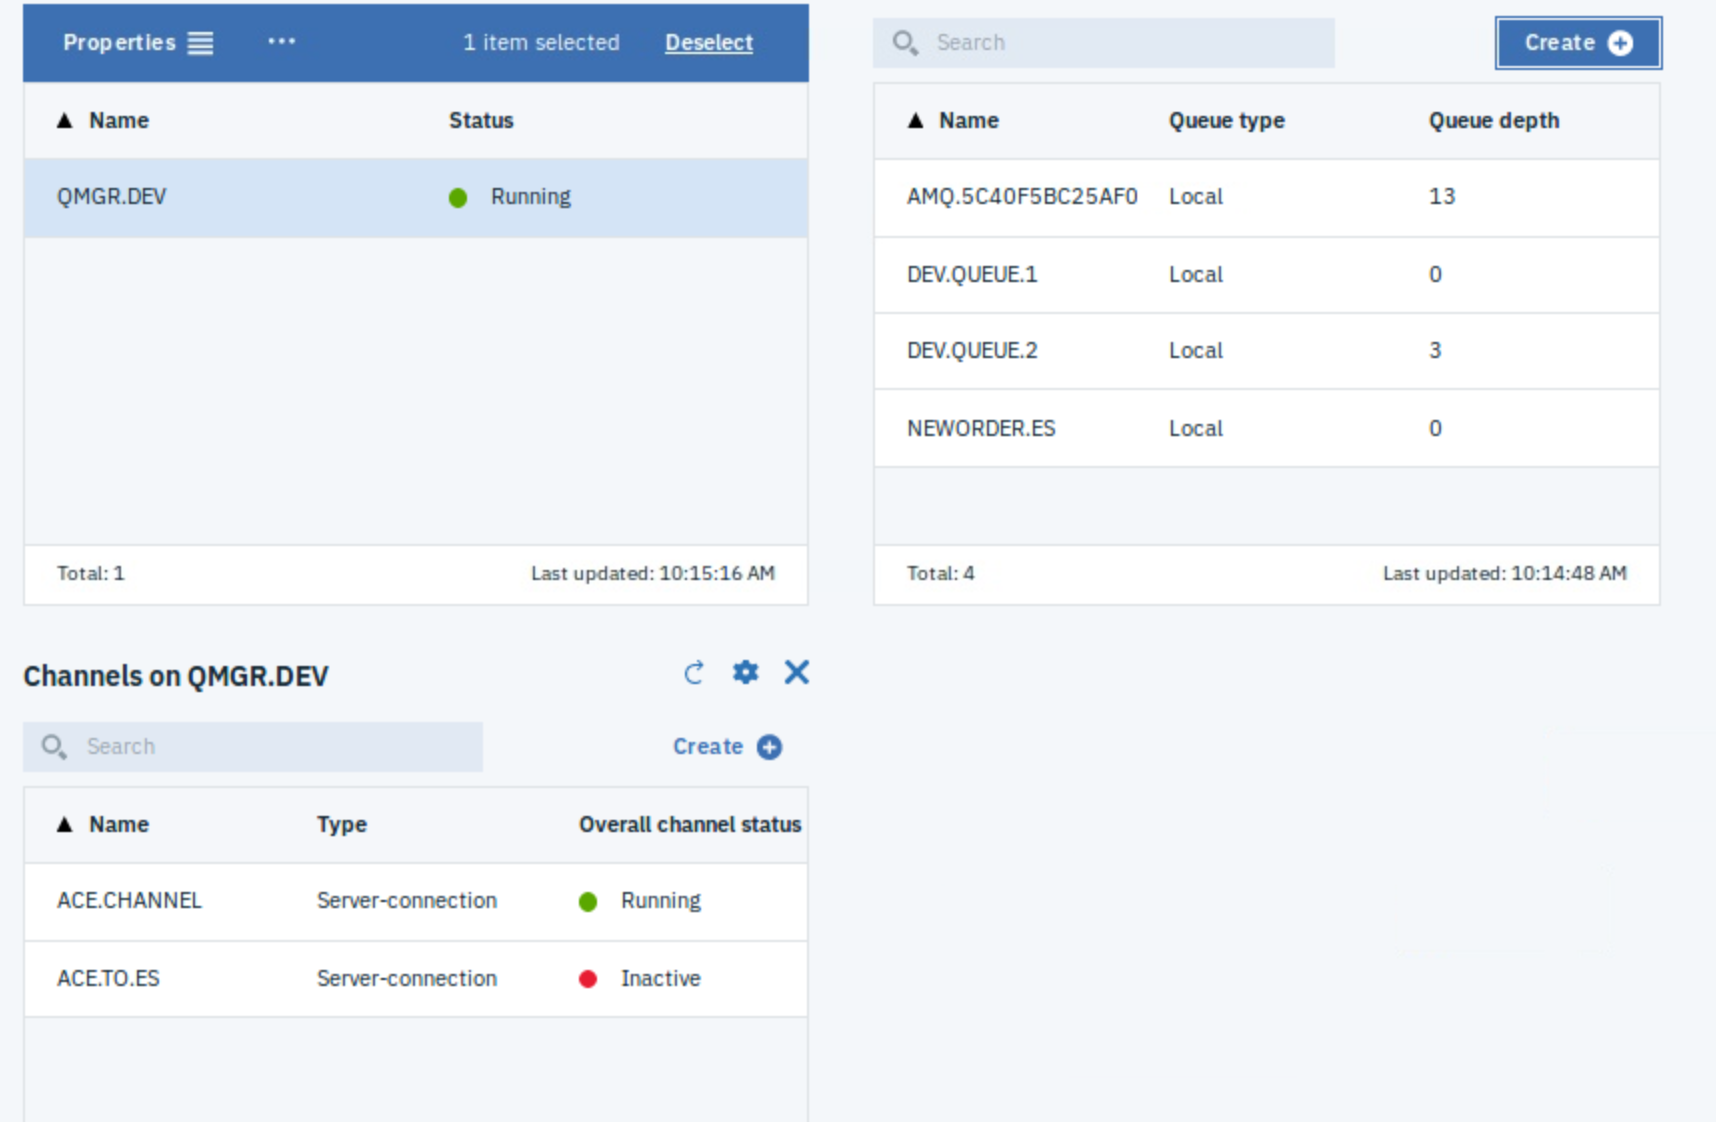 Properties ... 1 item selected Deselect
▲ Name Status
QMGR.DEV Running
Total: 1 Last updated: 10:15:16 AM
Search Create
▲ Name Queue type Queue depth
AMQ.5C40F5BC25AF0 Local 13
DEV.QUEUE.1 Local 0
DEV.QUEUE.2 Local 3
NEWORDER.ES Local 0
Total: 4 Last updated: 10:14:48 AM
Channels on QMGR.DEV
Search Create
▲ Name Type Overall channel status
ACE.CHANNEL Server-connection Running
ACE.TO.ES Server-connection Inactive